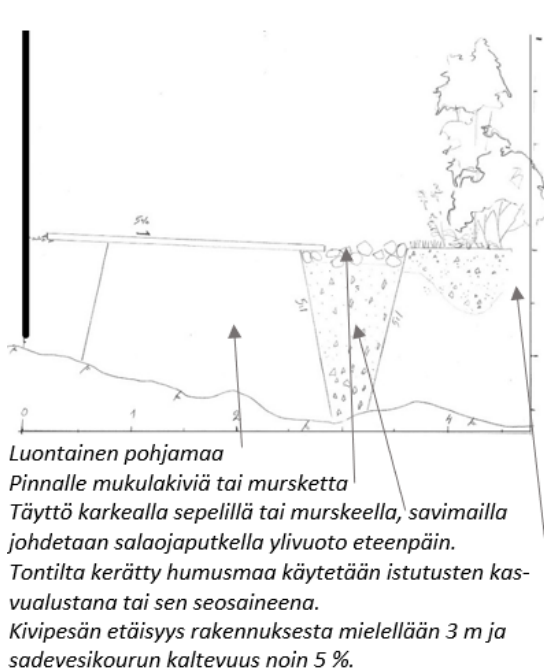 5%
5:1
5:1
0 1 2 4
Luontainen pohjamaa
Pinnalle mukulakiviä tai mursketta
Täyttö karkealla sepelillä tai murskeella, savimailla
johdetaan salaojaputkella ylivuoto eteenpäin.
Tontilta kerätty humusmaa käytetään istutusten kas-
vualustana tai sen seosaineena.
Kivipesän etäisyys rakennuksesta mielellään 3 m ja
sadevesikourun kaltevuus noin 5 %.